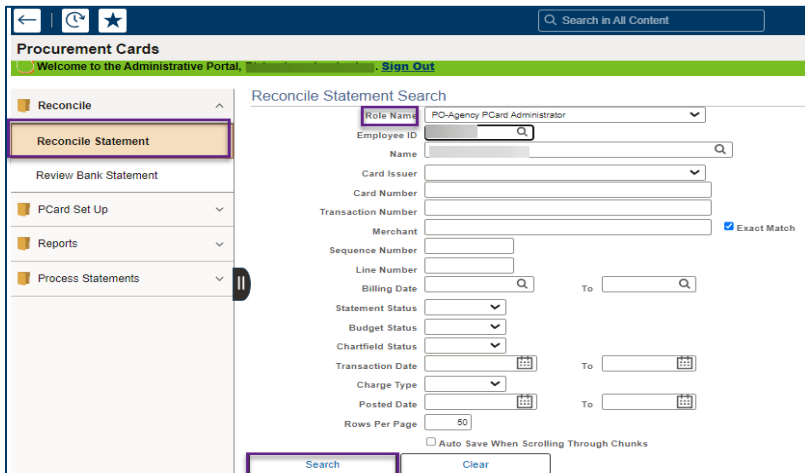 Search in All Content
Procurement Cards
Welcome to the Administrative Portal, . Sign Out
Reconcile
Reconcile Statement
Review Bank Statement
PCard Set Up
Reports
Process Statements
Reconcile Statement Search
Role Name PO-Agency PCard Administrator
Employee ID
Name
Card Issuer
Card Number
Transaction Number
Merchant Exact Match
Sequence Number
Line Number
Billing Date To
Statement Status
Budget Status
Chartfield Status
Transaction Date To
Charge Type
Posted Date To
Rows Per Page 50
Auto Save When Scrolling Through Chunks
Search Clear